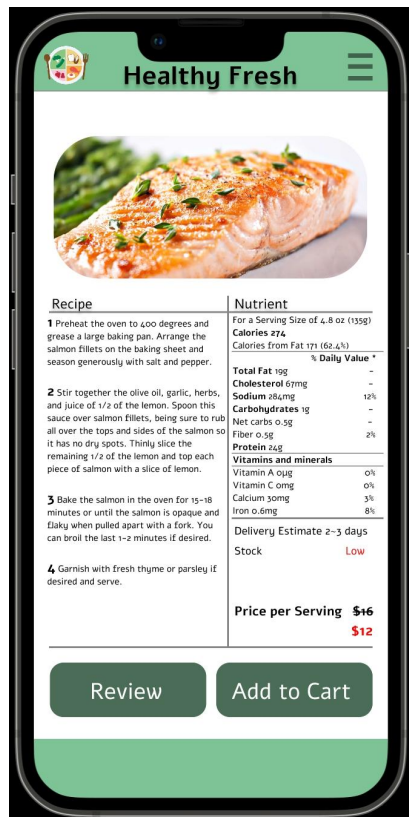 Healthy Fresh
Recipe
1 Preheat the oven to 400 degrees and
grease a large baking pan. Arrange the
salmon fillets on the baking sheet and
season generously with salt and pepper.
2 Stir together the olive oil, garlic, herbs,
and juice of 1/2 of the lemon. Spoon this
sauce over salmon fillets, being sure to rub
all over the tops and sides of the salmon so
it has no dry spots. Thinly slice the
remaining 1/2 of the lemon and top each
piece of salmon with a slice of lemon.
3 Bake the salmon in the oven for 15-18
minutes or until the salmon is opaque and
flaky when pulled apart with a fork. You
can broil the last 1-2 minutes if desired.
4 Garnish with fresh thyme or parsley if
desired and serve.
Nutrient
For a Serving Size of 4.8 oz (135g)
Calories 274
Calories from Fat 171 (62.4%)
% Daily Value *
Total Fat 19g -
Cholesterol 67mg -
Sodium 284mg 12%
Carbohydrates 1g -
Net carbs 0.5g -
Fiber 0.5g 2%
Protein 24g
Vitamins and minerals
Vitamin A 0μg 0%
Vitamin C 0mg 0%
Calcium 30mg 3%
Iron 0.6mg 8%
Delivery Estimate 2~3 days
Stock Low
Price per Serving $16
$12
Review
Add to Cart